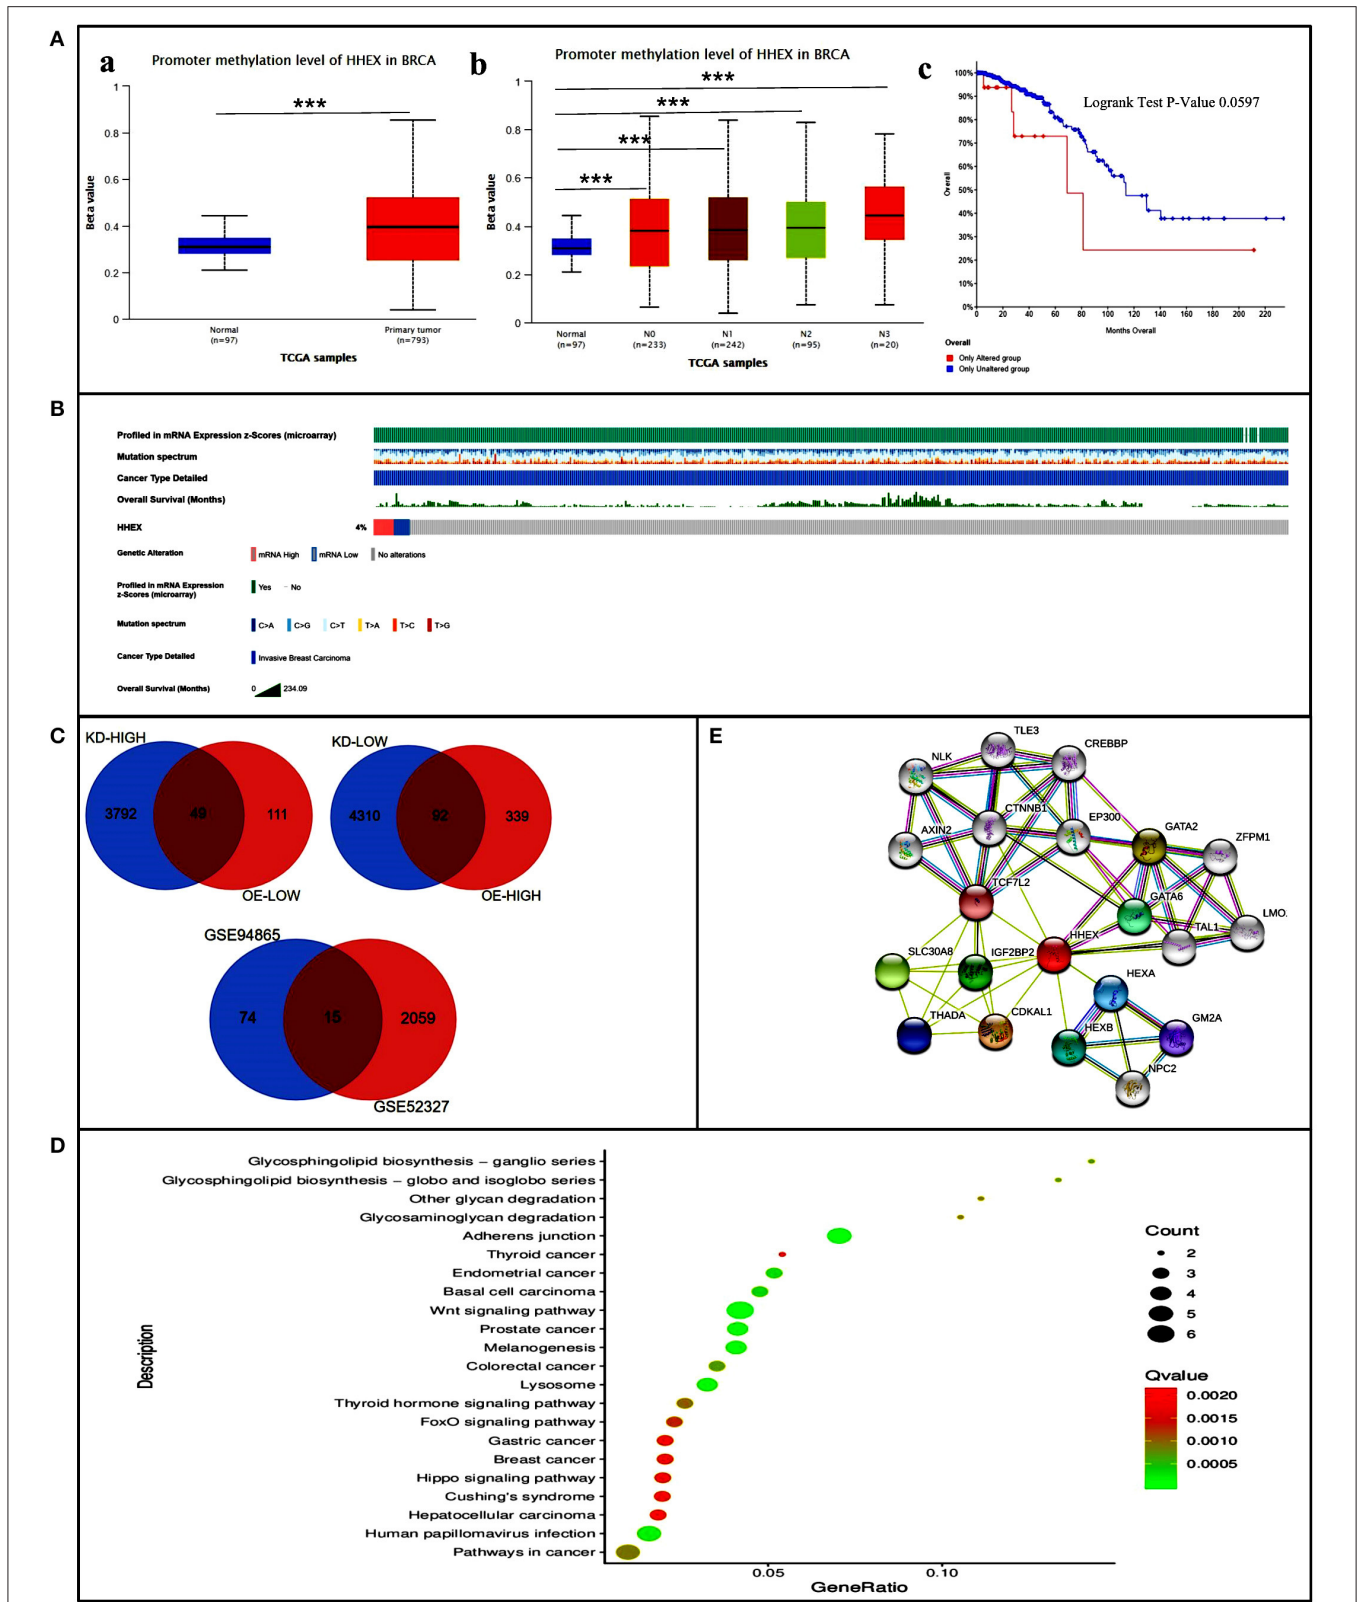 A
a
Promoter methylation level of HHEX in BRCA
Beta value
1
0.8
0.6
0.4
0.2
0
***
Normal
(n=97)
Primary tumor
(n=793)
TCGA samples
b
Promoter methylation level of HHEX in BRCA
Beta value
1
0.8
0.6
0.4
0.2
0
***
***
***
***
Normal
(n=97)
N0
(n=233)
N1
(n=242)
N2
(n=95)
N3
(n=20)
TCGA samples
c
Logrank Test P-Value 0.0597
Overall
100%
90%
80%
70%
60%
50%
40%
30%
20%
10%
0%
0 20 40 60 80 100 120 140 160 180 200 220
Months Overall
Overall
Only Altered group
Only Unaltered group
B
Profiled in mRNA Expression z-Scores (microarray)
Mutation spectrum
Cancer Type Detailed
Overall Survival (Months)
HHEX 4%
Genetic Alteration mRNA High mRNA Low No alterations
Profiled in mRNA Expression
z-Scores (microarray)
Yes No
Mutation spectrum C>A C>G C>T T>A T>C T>G
Cancer Type Detailed Invasive Breast Carcinoma
Overall Survival (Months) 0 234.09
C
KD-HIGH
3792 49 111
OE-LOW
KD-LOW
4310 92 339
OE-HIGH
GSE94865
74 15 2059
GSE52327
E
TLE3
NLK
CREBBP
CTNNB1
EP300
AXIN2
GATA2
ZFPM1
TCF7L2
GATA6
LMO.
TAL1
HHEX
SLC30A8
IGF2BP2
HEXA
THADA
CDKAL1
HEXB
GM2A
NPC2
D
Description
Glycosphingolipid biosynthesis – ganglio series
Glycosphingolipid biosynthesis – globo and isoglobo series
Other glycan degradation
Glycosaminoglycan degradation
Adherens junction
Thyroid cancer
Endometrial cancer
Basal cell carcinoma
Wnt signaling pathway
Prostate cancer
Melanogenesis
Colorectal cancer
Lysosome
Thyroid hormone signaling pathway
FoxO signaling pathway
Gastric cancer
Breast cancer
Hippo signaling pathway
Cushing's syndrome
Hepatocellular carcinoma
Human papillomavirus infection
Pathways in cancer
0.05 0.10
GeneRatio
Count
2
3
4
5
6
Qvalue
0.0020
0.0015
0.0010
0.0005